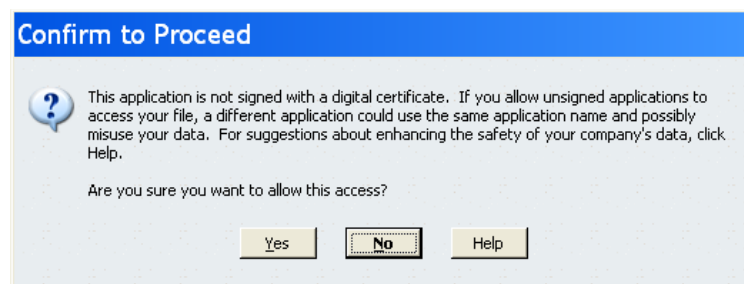 Confirm to Proceed
This application is not signed with a digital certificate. If you allow unsigned applications to
access your file, a different application could use the same application name and possibly
misuse your data. For suggestions about enhancing the safety of your company's data, click
Help.
Are you sure you want to allow this access?
Yes No Help